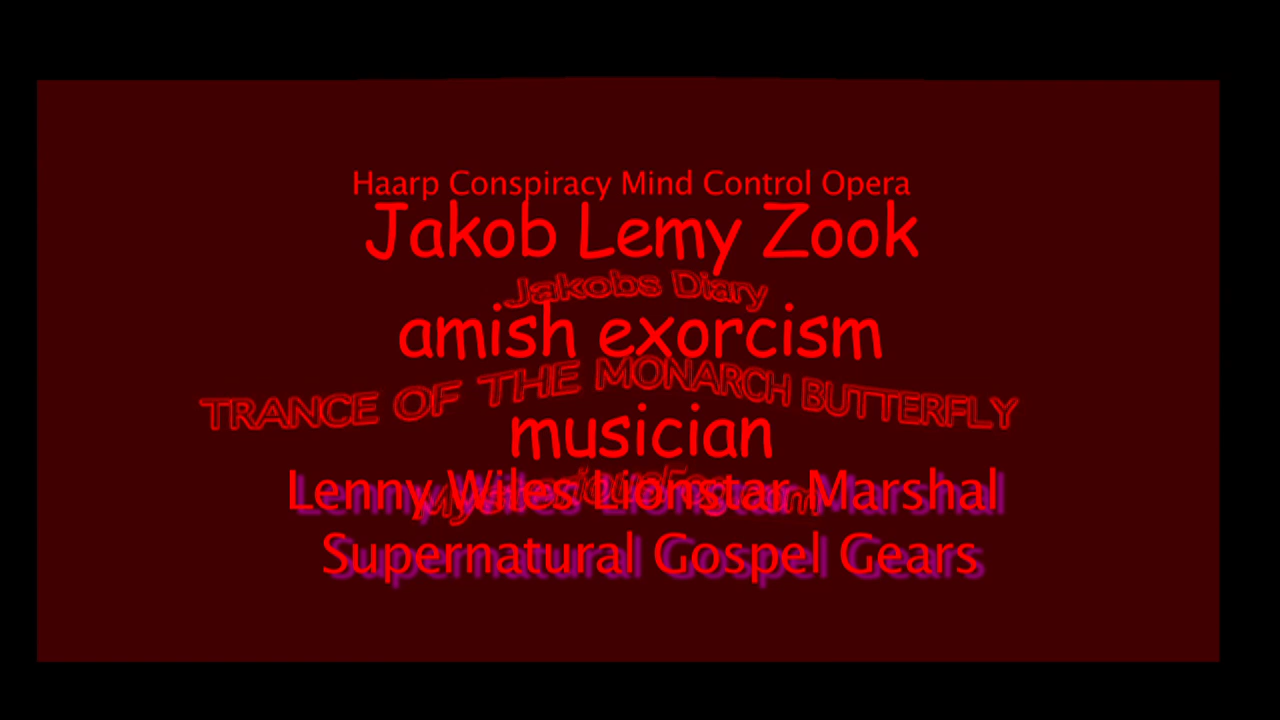 Haarp Conspiracy Mind Control Opera
Jakob Lemy Zook
Jakobs Diary
amish exorcism
TRANCE OF THE MONARCH BUTTERFLY
musician
Lenny Wiles Lionstar Marshal
Supernatural Gospel Gears